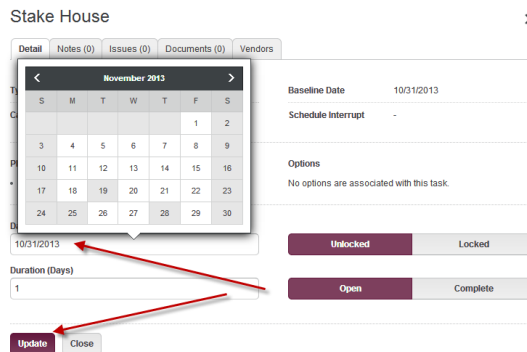 Stake House
Detail Notes (0) Issues (0) Documents (0) Vendors
November 2013
S M T W T F S
1 2
3 4 5 6 7 8 9
10 11 12 13 14 15 16
17 18 19 20 21 22 23
24 25 26 27 28 29 30
Baseline Date 10/31/2013
Schedule Interrupt -
Options
No options are associated with this task.
10/31/2013
Unlocked Locked
Duration (Days)
1
Open Complete
Update Close